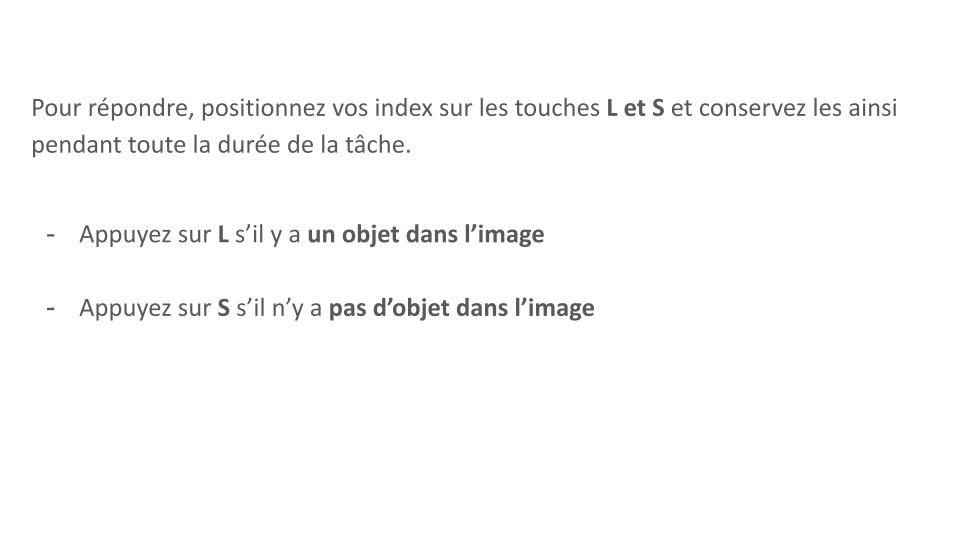 Pour répondre, positionnez vos index sur les touches L et S et conservez les ainsi
pendant toute la durée de la tâche.
- Appuyez sur L s’il y a un objet dans l’image
- Appuyez sur S s’il n’y a pas d’objet dans l’image